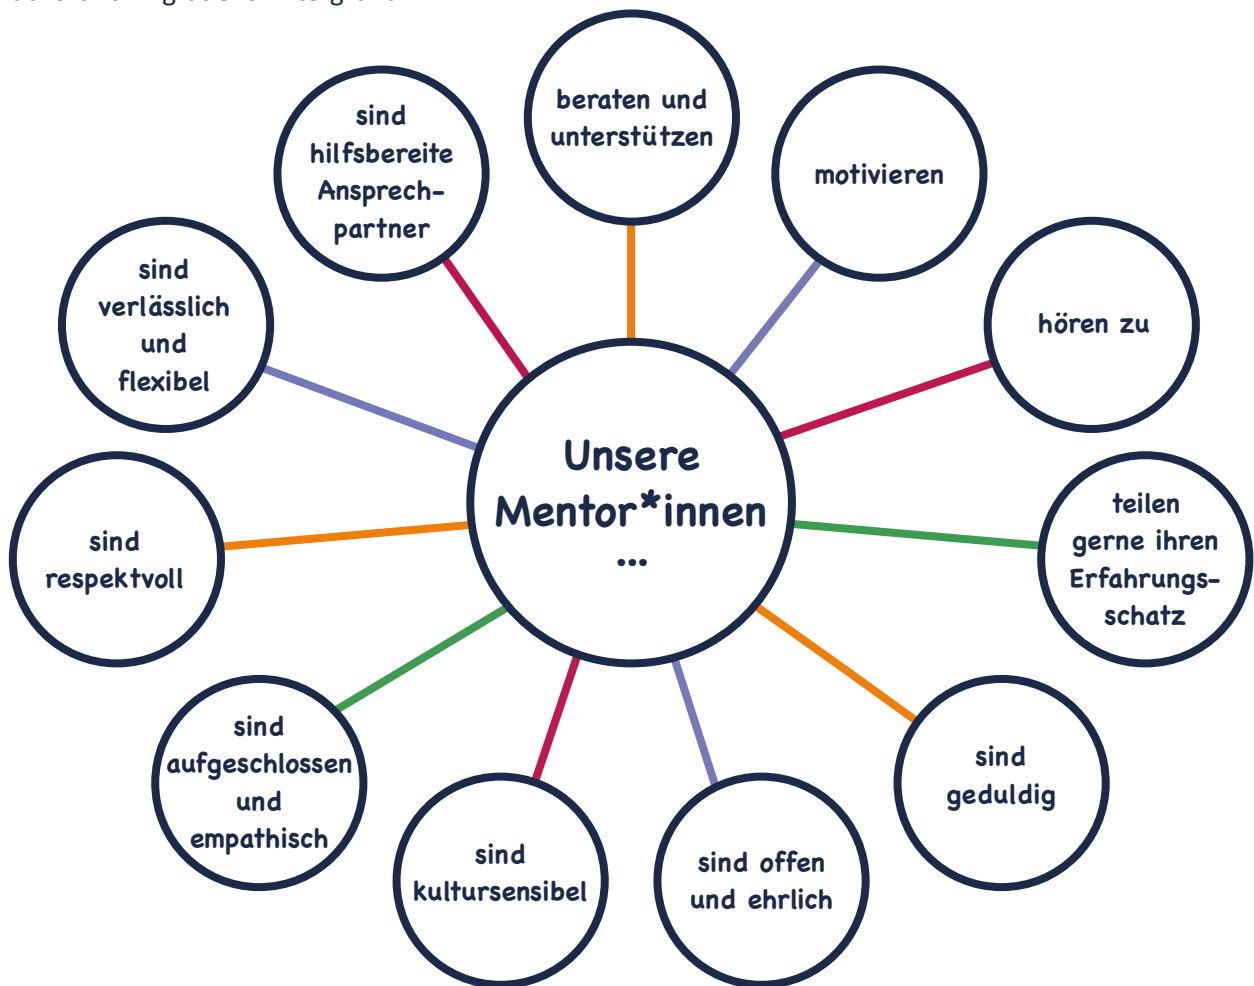 Unsere
Mentor*innen
...
beraten und
unterstützen
motivieren
hören zu
teilen
gerne ihren
Erfahrungs-
schatz
sind
geduldig
sind offen
und ehrlich
sind
kultursensibel
sind
aufgeschlossen
und
empathisch
sind
respektvoll
sind
verlässlich
und
flexibel
sind
hilfsbereite
Ansprech-
partner